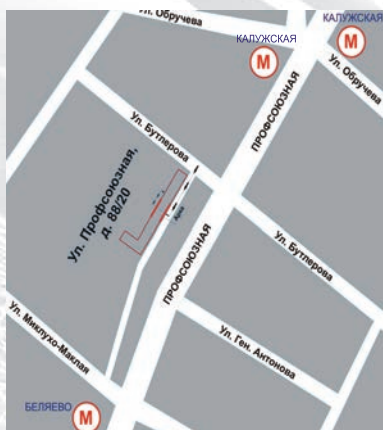 Ул. Обручева
КАЛУЖСКАЯ
КАЛУЖСКАЯ
М
М
Ул. Обручева
ПРОФСОЮЗНАЯ
Ул. Бутлерова
Ул. Профсоюзная,
д. 88/20
Арка
Ул. Бутлерова
ПРОФСОЮЗНАЯ
Ул. Миклухо-Маклая
Ул. Ген. Антонова
БЕЛЯЕВО
М